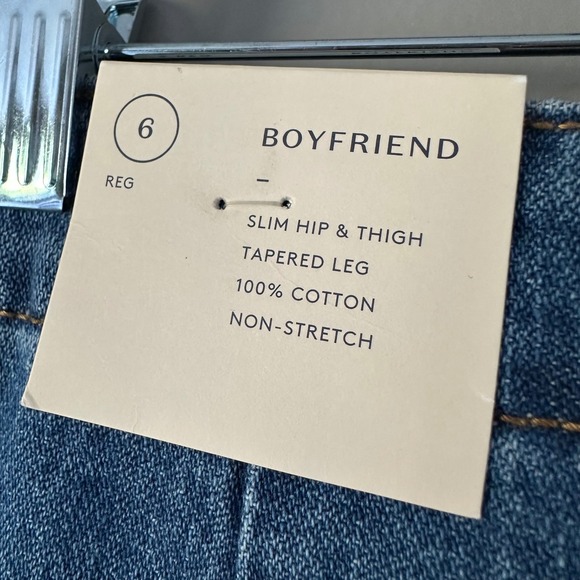 6
REG
BOYFRIEND
–
SLIM HIP & THIGH
TAPERED LEG
100% COTTON
NON-STRETCH